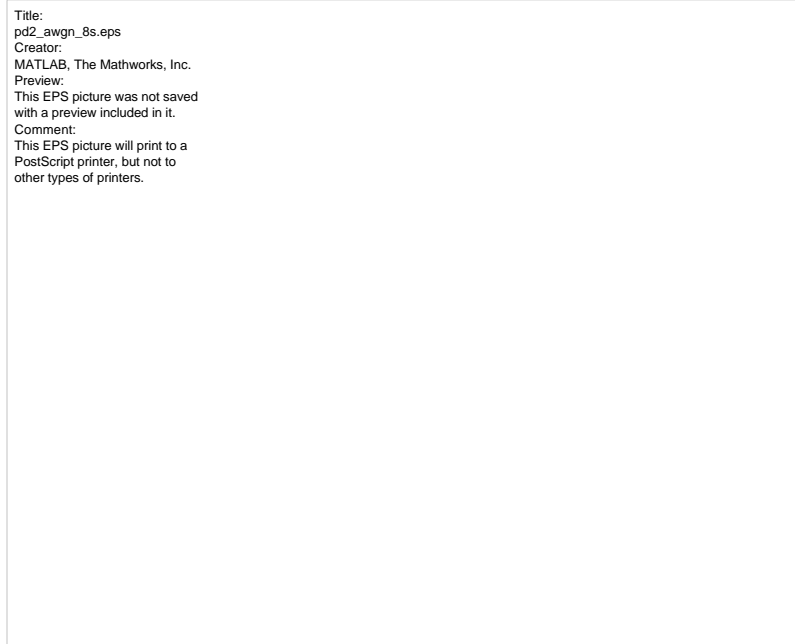 Title:
pd2_awgn_8s.eps
Creator:
MATLAB, The Mathworks, Inc.
Preview:
This EPS picture was not saved
with a preview included in it.
Comment:
This EPS picture will print to a
PostScript printer, but not to
other types of printers.